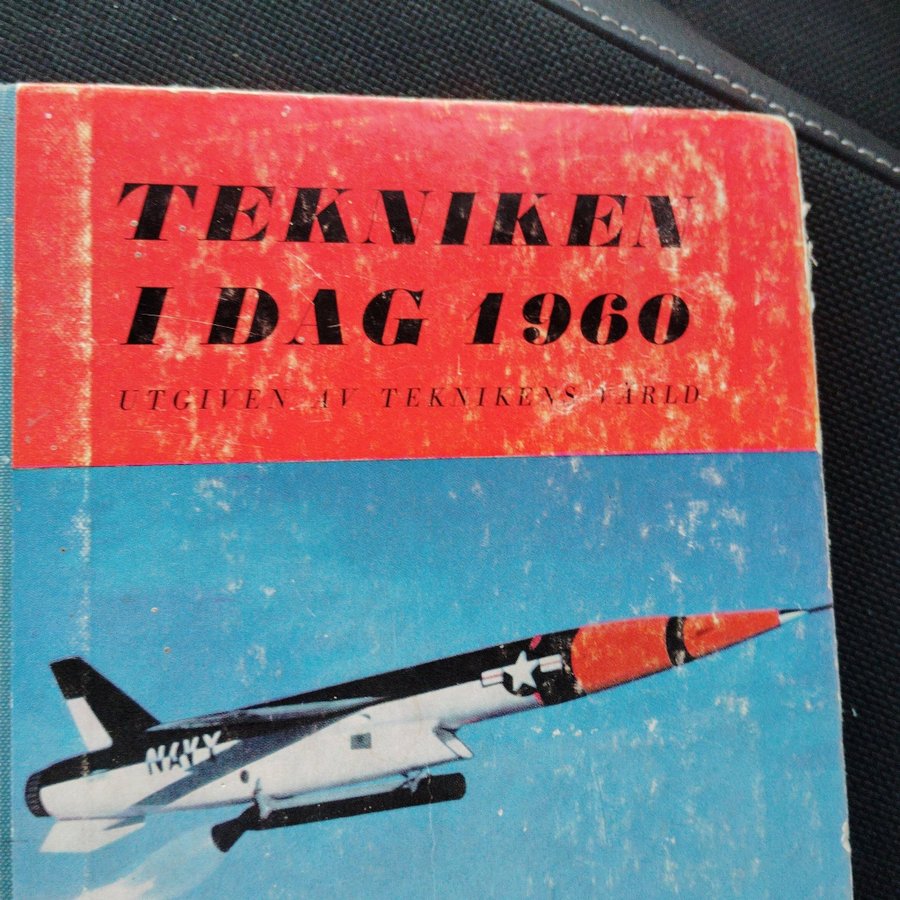 TEKNIKEN
I DAG 1960
UTGIVEN AV TEKNIKENS VÄRLD
NAVY